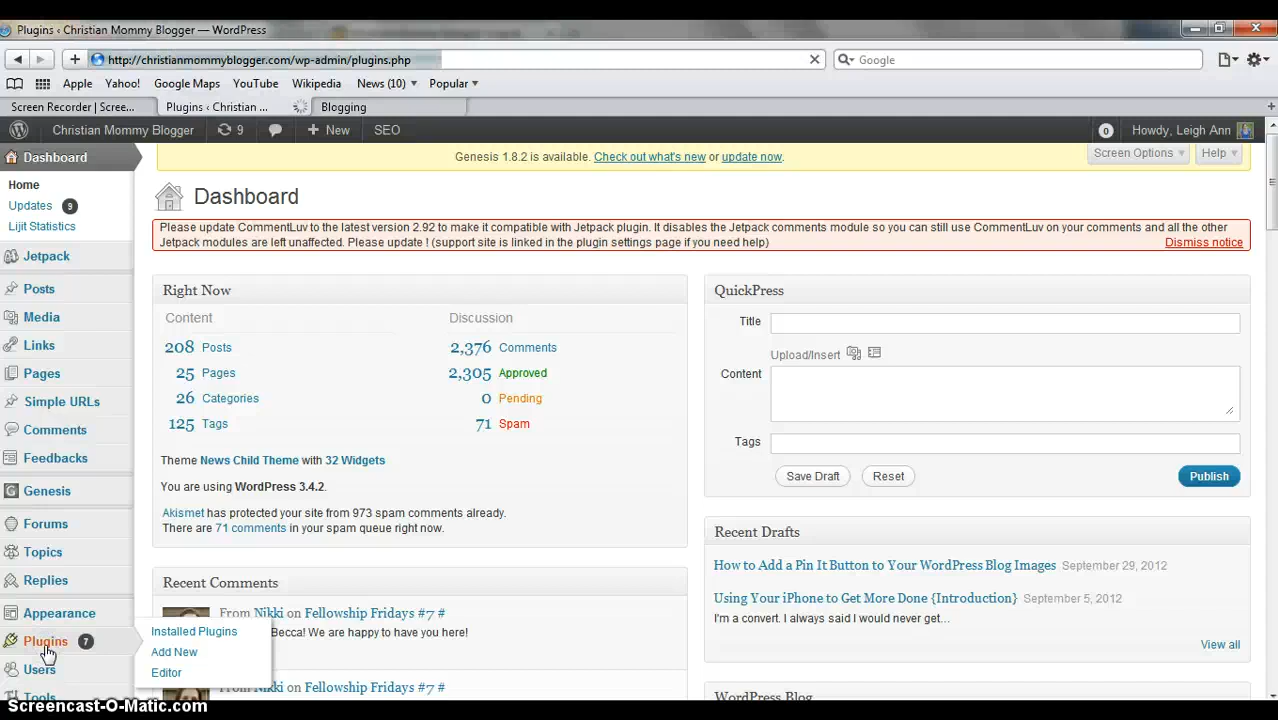 Plugins ‹ Christian Mommy Blogger — WordPress
http://christianmommyblogger.com/wp-admin/plugins.php
Google
Apple Yahoo! Google Maps YouTube Wikipedia News (10) Popular
Screen Recorder | Scree... Plugins ‹ Christian ... Blogging
Christian Mommy Blogger 9 New SEO 0 Howdy, Leigh Ann
Genesis 1.8.2 is available. Check out what's new or update now.
Screen Options Help
Dashboard
Home
Updates 9
Lijit Statistics
Jetpack
Posts
Media
Links
Pages
Simple URLs
Comments
Feedbacks
Genesis
Forums
Topics
Replies
Appearance
Plugins 7
Users
Tools
Installed Plugins
Add New
Editor
Dashboard
Please update CommentLuv to the latest version 2.92 to make it compatible with Jetpack plugin. It disables the Jetpack comments module so you can still use CommentLuv on your comments and all the other
Jetpack modules are left unaffected. Please update ! (support site is linked in the plugin settings page if you need help)
Dismiss notice
Right Now
Content Discussion
208 Posts 2,376 Comments
25 Pages 2,305 Approved
26 Categories 0 Pending
125 Tags 71 Spam
Theme News Child Theme with 32 Widgets
You are using WordPress 3.4.2.
Akismet has protected your site from 973 spam comments already.
There are 71 comments in your spam queue right now.
Recent Comments
From Nikki on Fellowship Fridays #7 #
Becca! We are happy to have you here!
From Nikki on Fellowship Fridays #7 #
QuickPress
Title
Upload/Insert
Content
Tags
Save Draft Reset Publish
Recent Drafts
How to Add a Pin It Button to Your WordPress Blog Images September 29, 2012
Using Your iPhone to Get More Done {Introduction} September 5, 2012
I'm a convert. I always said I would never get…
View all
WordPress Blog
Screencast-O-Matic.com